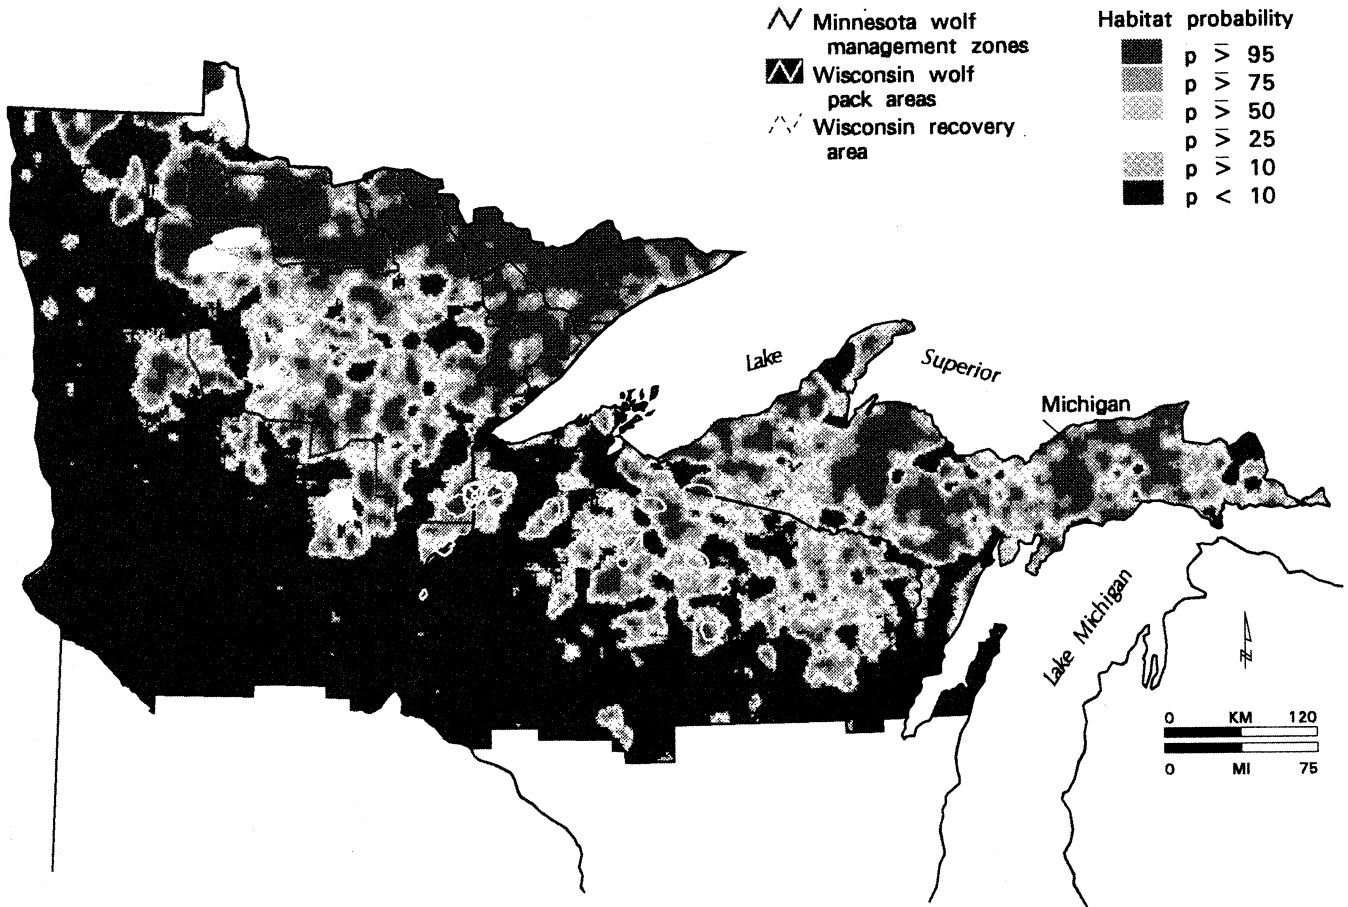 Minnesota wolf
management zones
Wisconsin wolf
pack areas
Wisconsin recovery
area
Habitat probability
p ≥ 95
p ≥ 75
p ≥ 50
p ≥ 25
p ≥ 10
p < 10
Lake Superior
Michigan
Lake Michigan
N
0 KM 120
0 MI 75